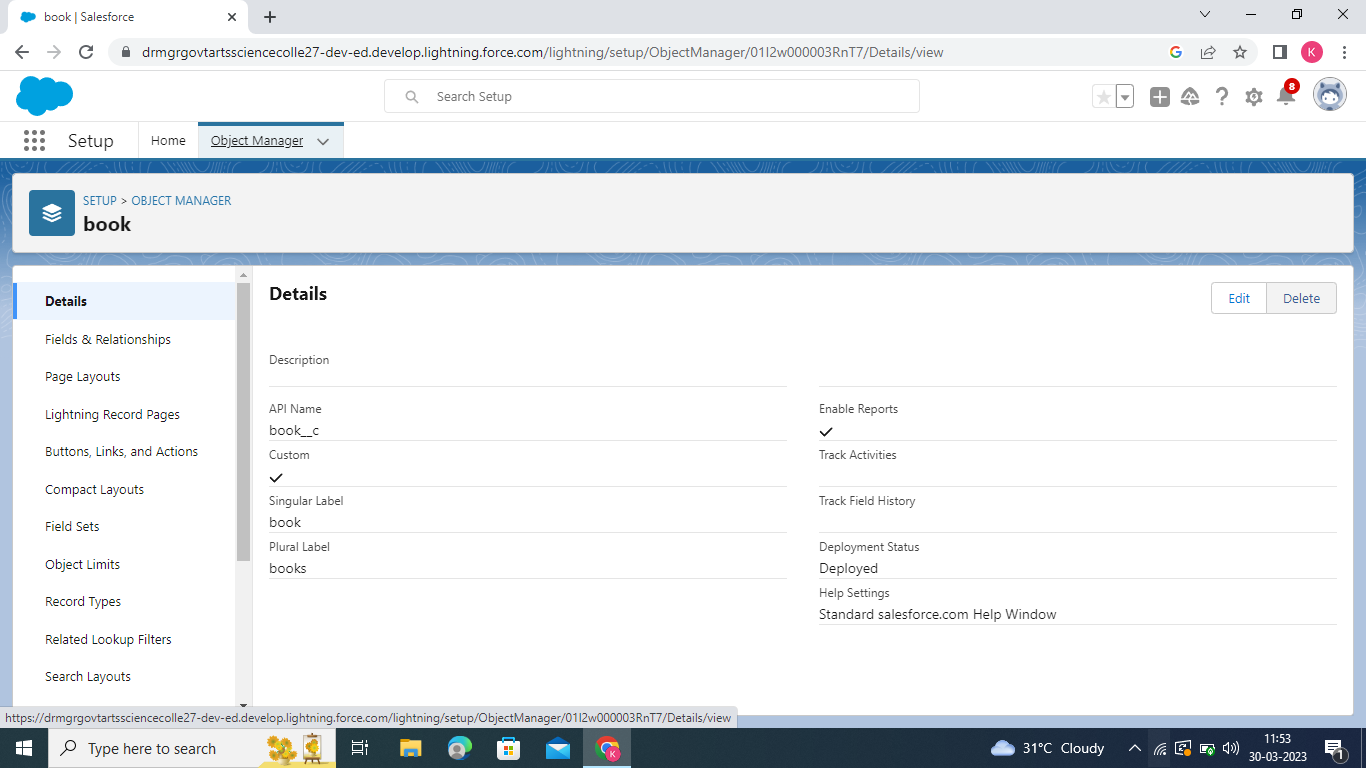 book | Salesforce
drmgrgovtartssciencecolle27-dev-ed.develop.lightning.force.com/lightning/setup/ObjectManager/01I2w000003RnT7/Details/view
K
Search Setup
8
Setup
Home
Object Manager
SETUP > OBJECT MANAGER
book
Details
Fields & Relationships
Page Layouts
Lightning Record Pages
Buttons, Links, and Actions
Compact Layouts
Field Sets
Object Limits
Record Types
Related Lookup Filters
Search Layouts
Details
Edit
Delete
Description
API Name
book__c
Custom
Singular Label
book
Plural Label
books
Enable Reports
Track Activities
Track Field History
Deployment Status
Deployed
Help Settings
Standard salesforce.com Help Window
https://drmgrgovtartssciencecolle27-dev-ed.develop.lightning.force.com/lightning/setup/ObjectManager/01I2w000003RnT7/Details/view
Type here to search
K
31°C Cloudy
11:53
30-03-2023
1